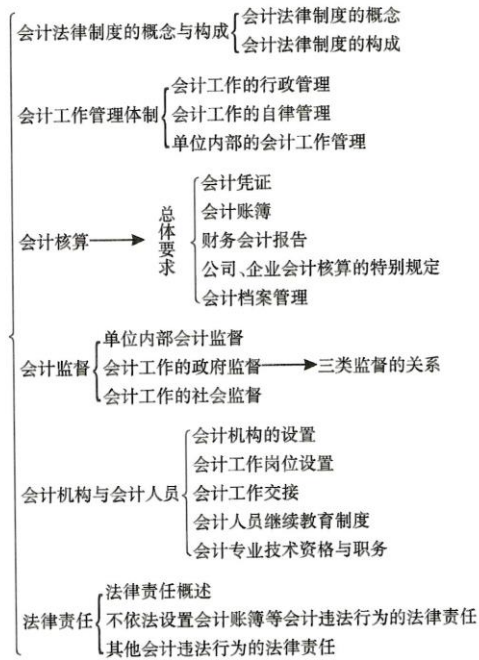 会计法律制度的概念与构成
会计法律制度的概念
会计法律制度的构成
会计工作管理体制
会计工作的行政管理
会计工作的自律管理
单位内部的会计工作管理
会计核算
总体要求
会计凭证
会计账簿
财务会计报告
公司、企业会计核算的特别规定
会计档案管理
会计监督
单位内部会计监督
会计工作的政府监督
会计工作的社会监督
三类监督的关系
会计机构与会计人员
会计机构的设置
会计工作岗位设置
会计工作交接
会计人员继续教育制度
会计专业技术资格与职务
法律责任
法律责任概述
不依法设置会计账簿等会计违法行为的法律责任
其他会计违法行为的法律责任